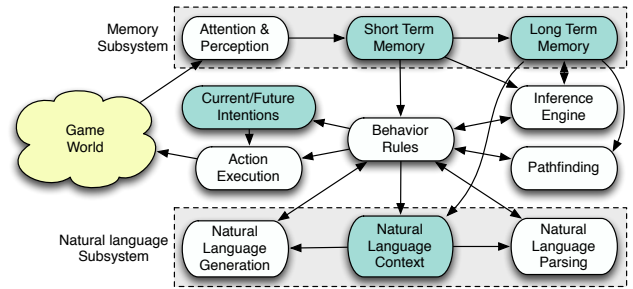 Memory
Subsystem
Attention &
Perception
Short Term
Memory
Long Term
Memory
Current/Future
Intentions
Inference
Engine
Game
World
Behavior
Rules
Action
Execution
Pathfinding
Natural language
Subsystem
Natural
Language
Generation
Natural
Language
Context
Natural
Language
Parsing